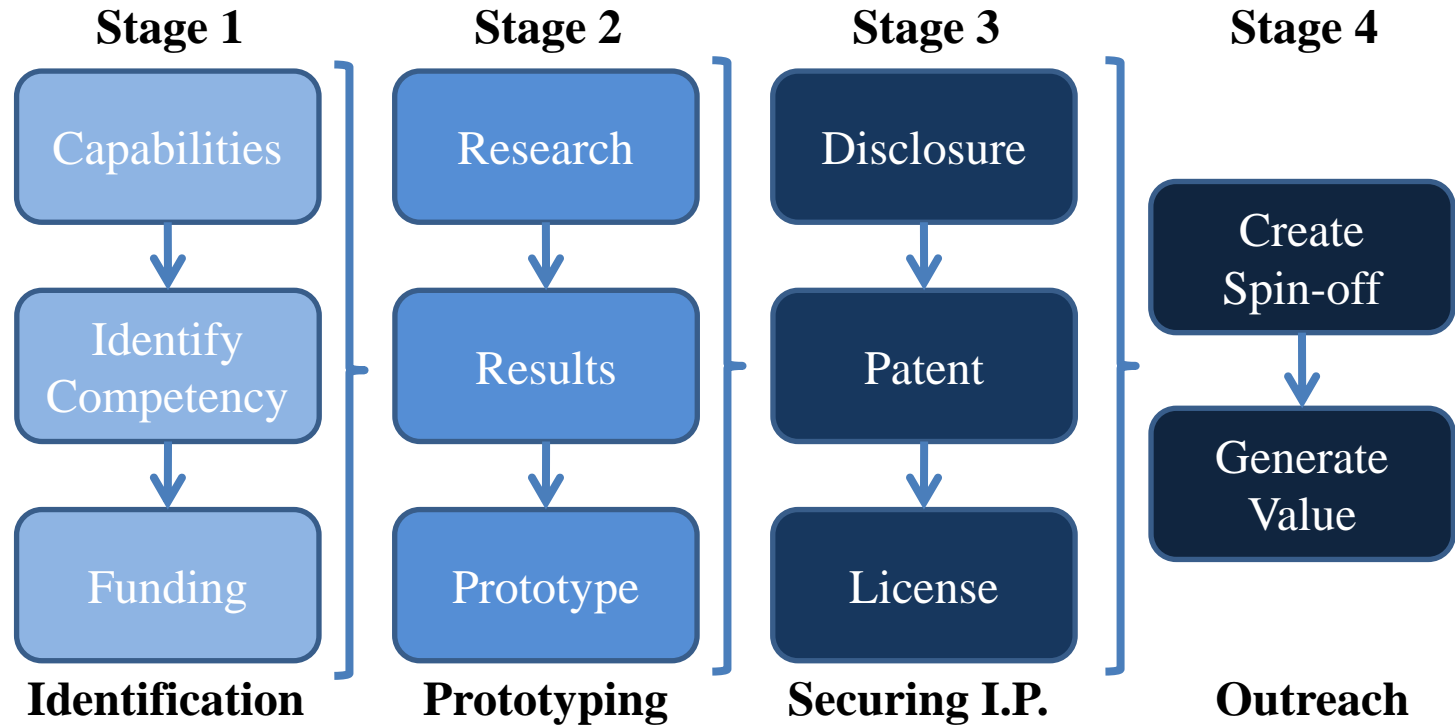 Stage 1
Capabilities
Identify
Competency
Funding
Identification
Stage 2
Research
Results
Prototype
Prototyping
Stage 3
Disclosure
Patent
License
Securing I.P.
Stage 4
Create
Spin-off
Generate
Value
Outreach